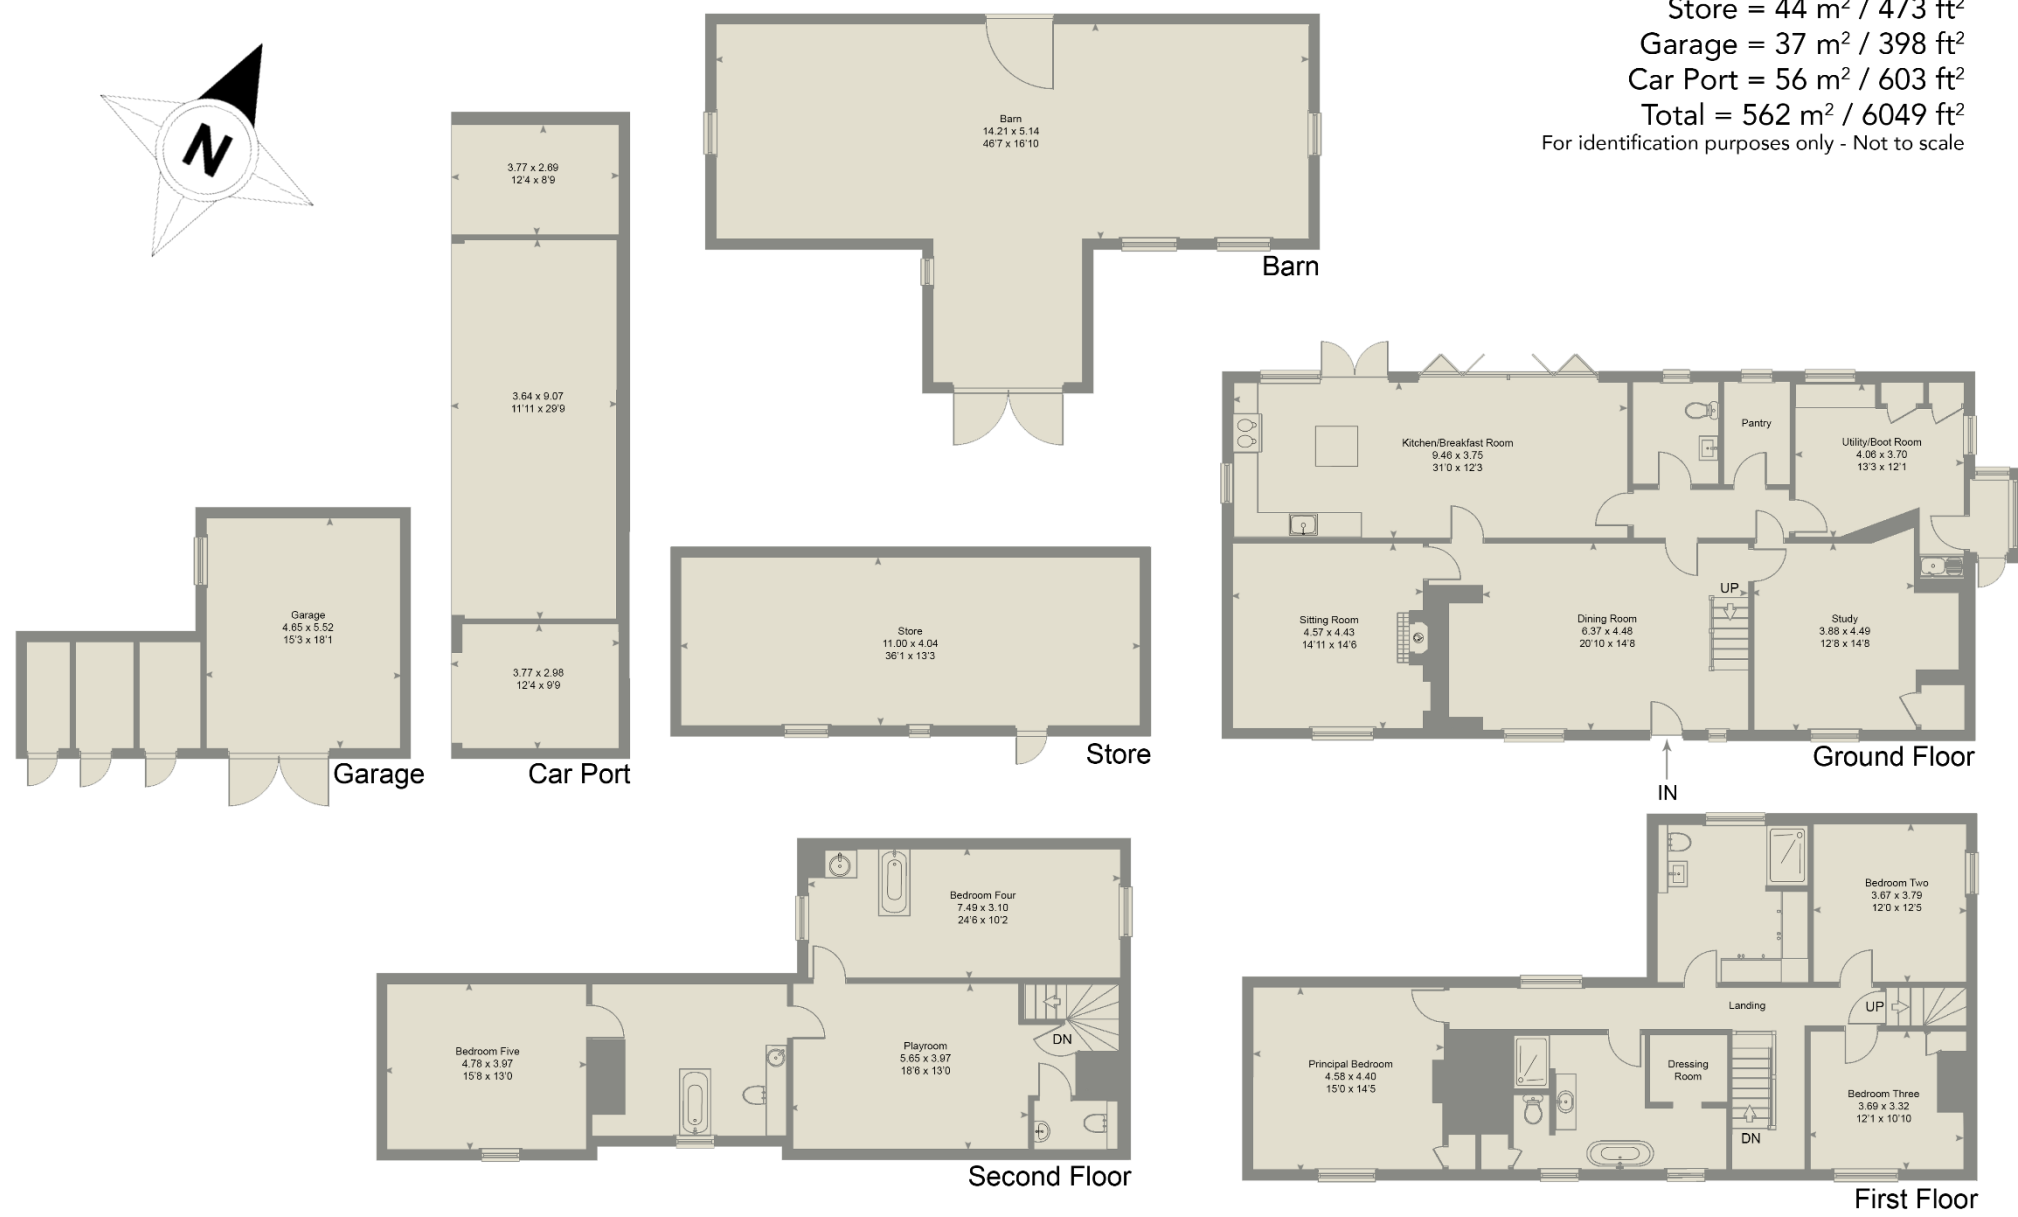 Store = 44 m² / 473 ft²
Garage = 37 m² / 398 ft²
Car Port = 56 m² / 603 ft²
Total = 562 m² / 6049 ft²
For identification purposes only - Not to scale
N
Barn
14.21 x 5.14
46'7 x 16'10
Barn
3.77 x 2.69
12'4 x 8'9
3.64 x 9.07
11'11 x 29'9
3.77 x 2.98
12'4 x 9'9
Car Port
Garage
4.65 x 5.52
15'3 x 18'1
Garage
Store
11.00 x 4.04
36'1 x 13'3
Store
Kitchen/Breakfast Room
9.46 x 3.75
31'0 x 12'3
Pantry
Utility/Boot Room
4.06 x 3.70
13'3 x 12'1
Sitting Room
4.57 x 4.43
14'11 x 14'6
Dining Room
6.37 x 4.48
20'10 x 14'8
UP
Study
3.88 x 4.49
12'8 x 14'8
Ground Floor
IN
Bedroom Four
7.49 x 3.10
24'6 x 10'2
Bedroom Five
4.78 x 3.97
15'8 x 13'0
Playroom
5.65 x 3.97
18'6 x 13'0
DN
Second Floor
Bedroom Two
3.67 x 3.79
12'0 x 12'5
Landing
UP
Principal Bedroom
4.58 x 4.40
15'0 x 14'5
Dressing
Room
DN
Bedroom Three
3.69 x 3.32
12'1 x 10'10
First Floor